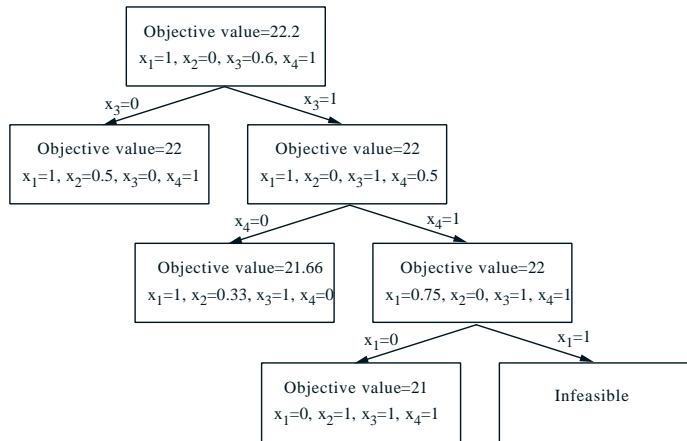 Objective value=22.2
x1=1, x2=0, x3=0.6, x4=1
x3=0
x3=1
Objective value=22
x1=1, x2=0.5, x3=0, x4=1
Objective value=22
x1=1, x2=0, x3=1, x4=0.5
x4=0
x4=1
Objective value=21.66
x1=1, x2=0.33, x3=1, x4=0
Objective value=22
x1=0.75, x2=0, x3=1, x4=1
x1=0
x1=1
Objective value=21
x1=0, x2=1, x3=1, x4=1
Infeasible